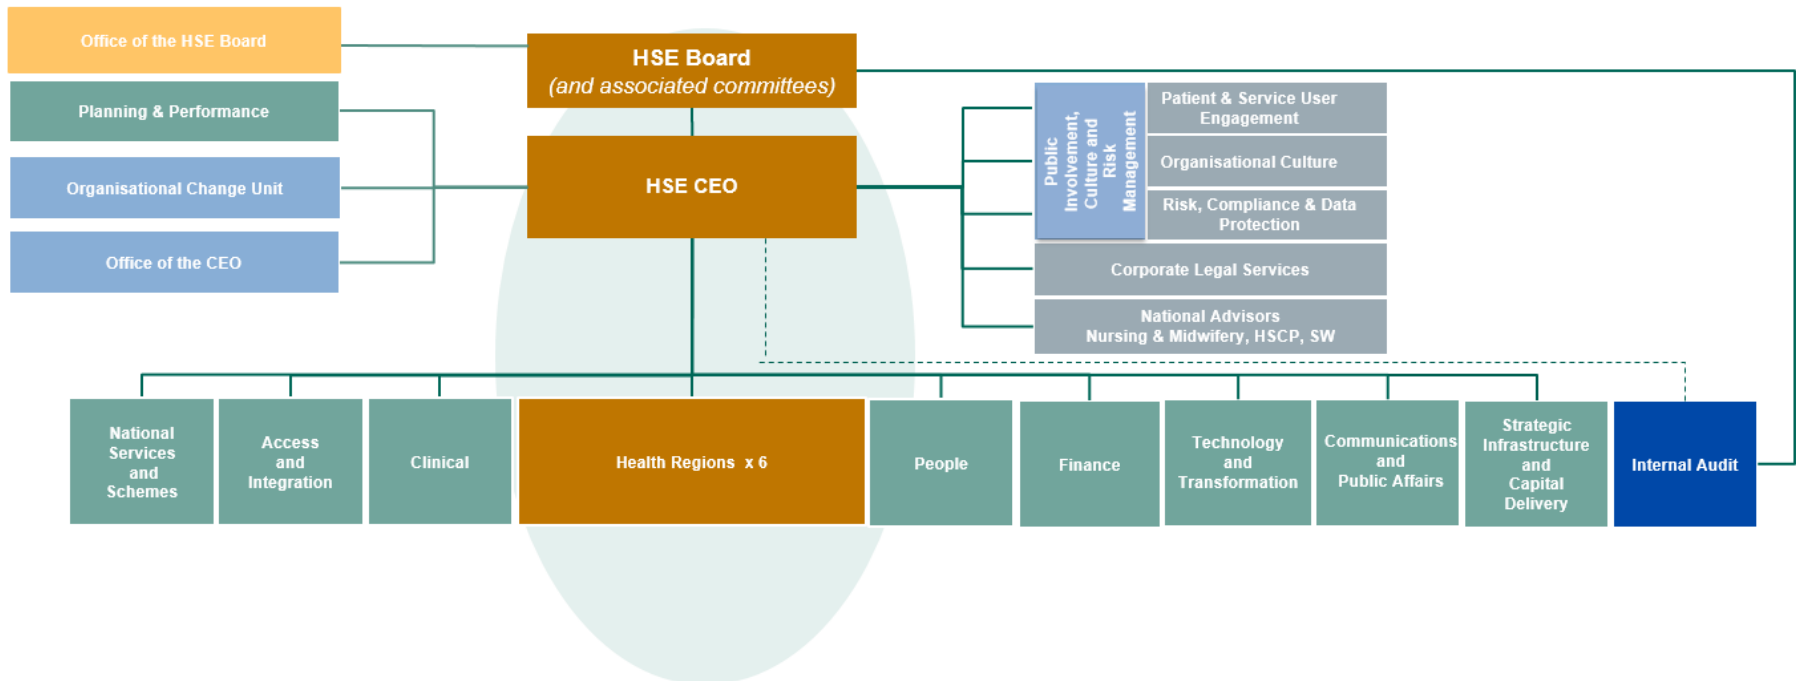 Office of the HSE Board
HSE Board
(and associated committees)
Planning & Performance
Organisational Change Unit
Office of the CEO
HSE CEO
Public
Involvement,
Culture and
Risk
Management
Patient & Service User
Engagement
Organisational Culture
Risk, Compliance & Data
Protection
Corporate Legal Services
National Advisors
Nursing & Midwifery, HSCP, SW
National
Services
and
Schemes
Access
and
Integration
Clinical
Health Regions x 6
People
Finance
Technology
and
Transformation
Communications
and
Public Affairs
Strategic
Infrastructure
and
Capital
Delivery
Internal Audit